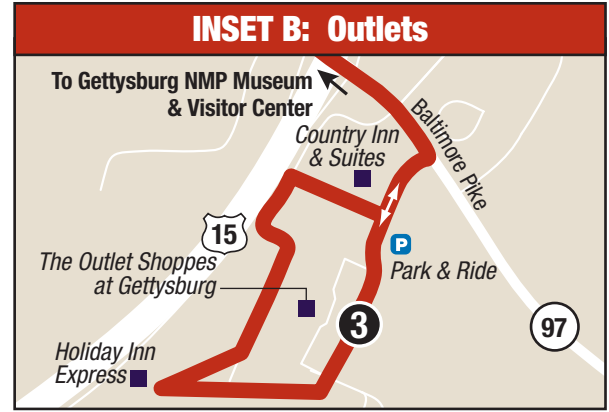 INSET B: Outlets
To Gettysburg NMP Museum
& Visitor Center
Country Inn
& Suites
Baltimore Pike
15
The Outlet Shoppes
at Gettysburg
P
Park & Ride
3
97
Holiday Inn
Express